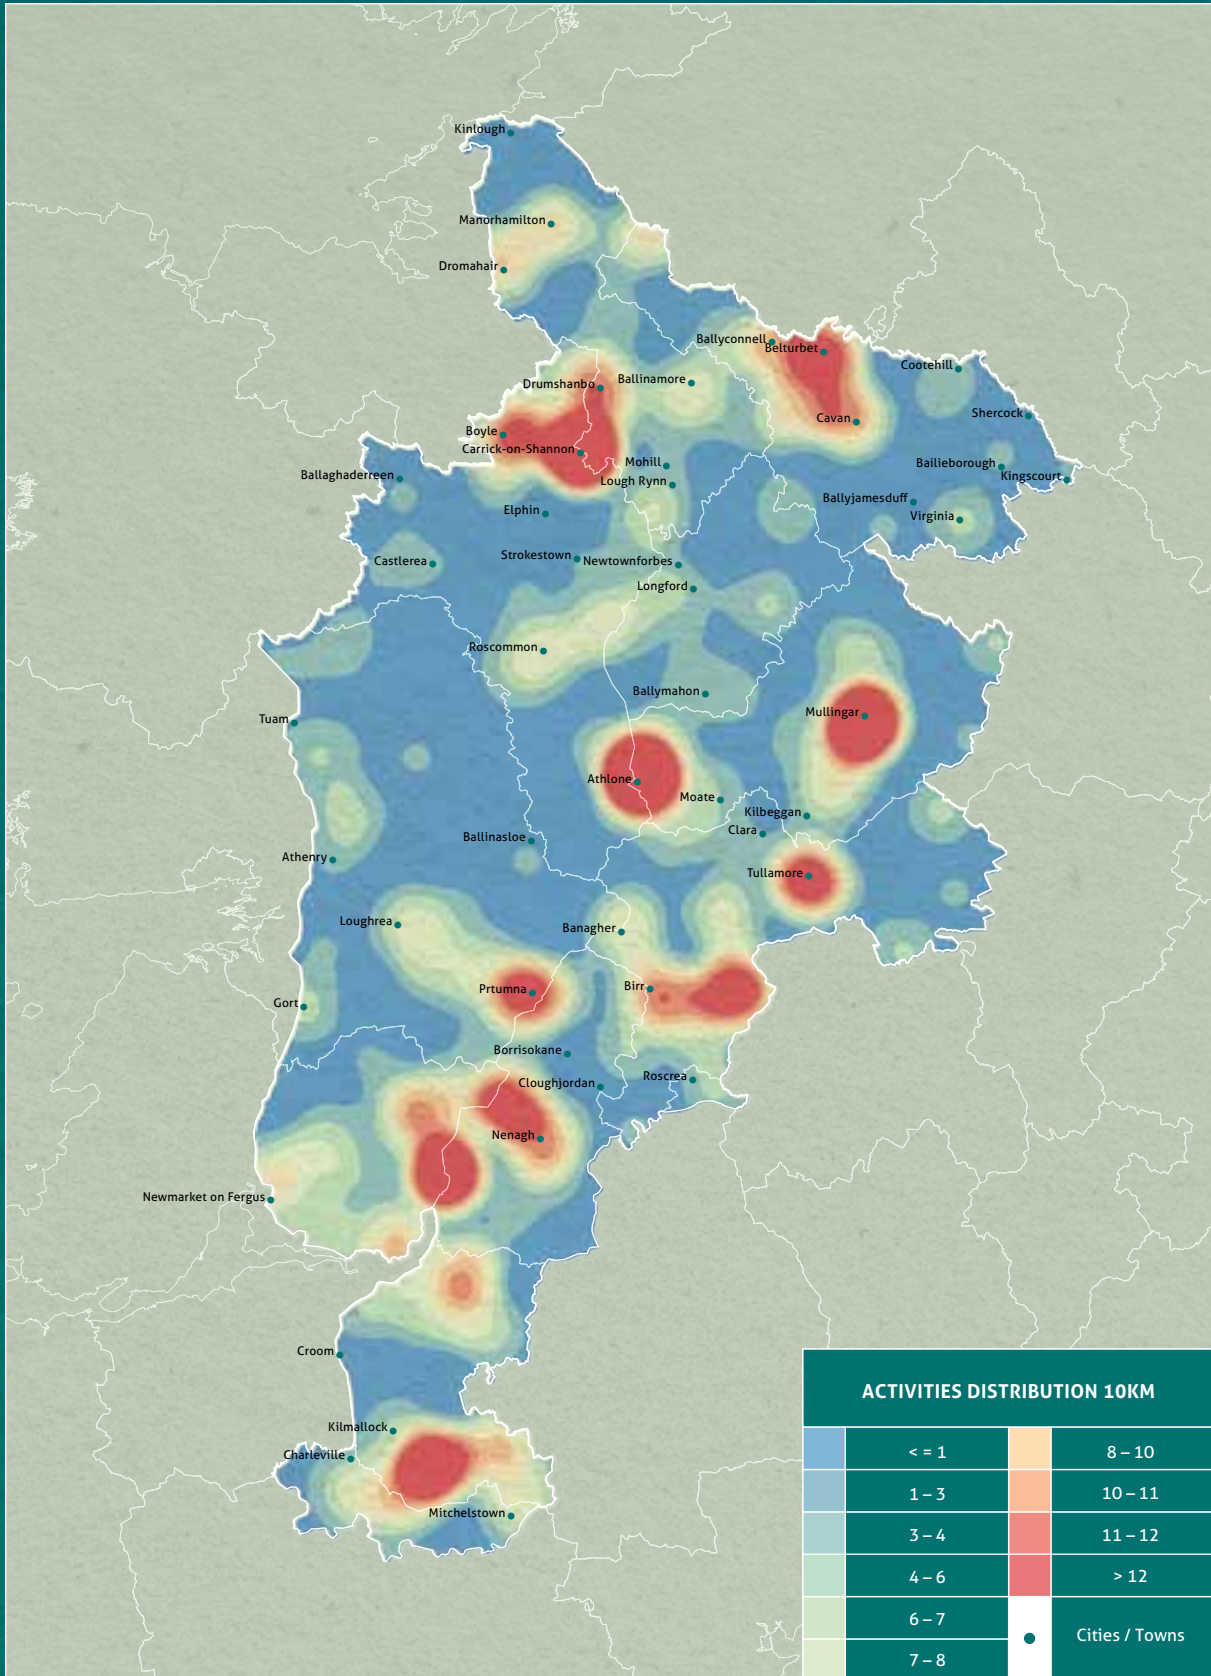 Kinlough
Manorhamilton
Dromahair
Ballyconnell
Belturbet
Cootehill
Drumshanbo
Ballinamore
Shercock
Cavan
Boyle
Carrick-on-Shannon
Mohill
Bailieborough
Ballaghaderreen
Kingscourt
Lough Rynn
Ballyjamesduff
Elphin
Virginia
Strokestown
Newtownforbes
Castlerea
Longford
Roscommon
Ballymahon
Mullingar
Tuam
Athlone
Moate
Kilbeggan
Clara
Ballinasloe
Athenry
Tullamore
Loughrea
Banagher
Prtumna
Birr
Gort
Borrisokane
Cloughjordan
Roscrea
Nenagh
Newmarket on Fergus
Croom
Kilmallock
Charleville
Mitchelstown
ACTIVITIES DISTRIBUTION 10KM
< = 1
8 – 10
1 – 3
10 – 11
3 – 4
11 – 12
4 – 6
> 12
6 – 7
Cities / Towns
7 – 8